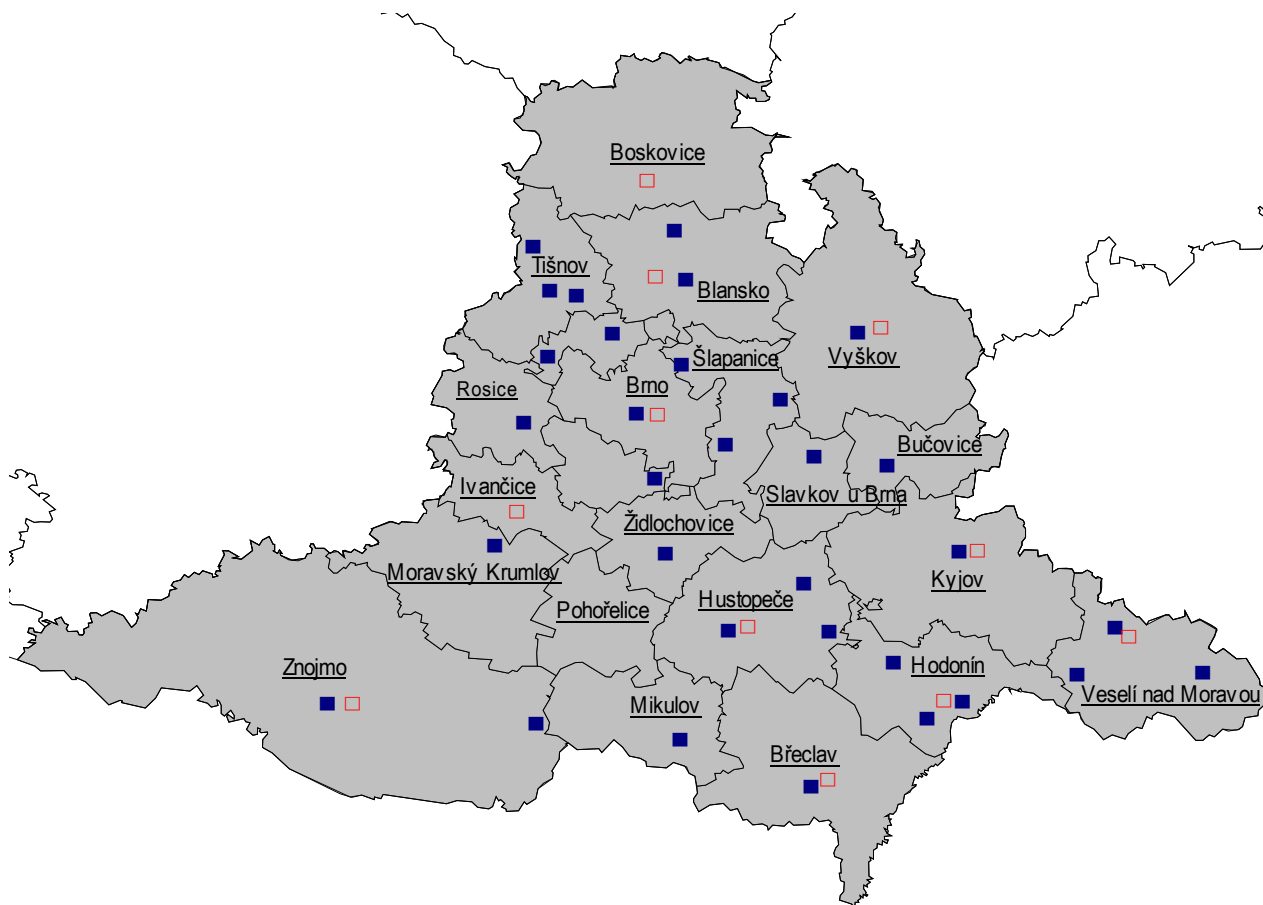 Boskovice
Tišnov
Blansko
Vyškov
Šlapanice
Rosice
Brno
Bučovice
Ivančice
Slavkov u Brna
Židlochovice
Moravský Krumlov
Kyjov
Pohořelice
Hustopeče
Znojmo
Hodonín
Veselí nad Moravou
Mikulov
Břeclav